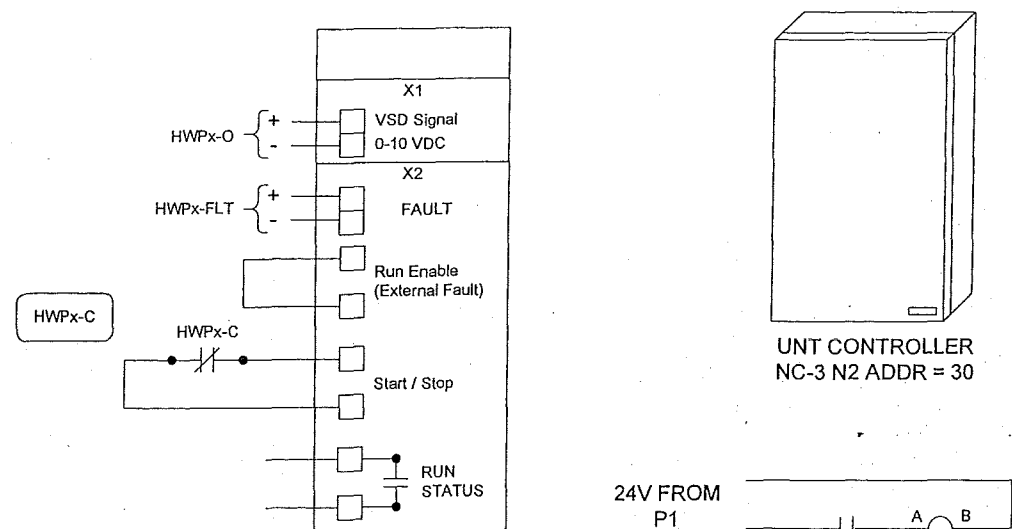 X1
HWPx-O
+
-
VSD Signal
0-10 VDC
X2
HWPx-FLT
+
-
FAULT
Run Enable
(External Fault)
HWPx-C
HWPx-C
Start / Stop
RUN
STATUS
UNT CONTROLLER
NC-3 N2 ADDR = 30
24V FROM
P1
A B